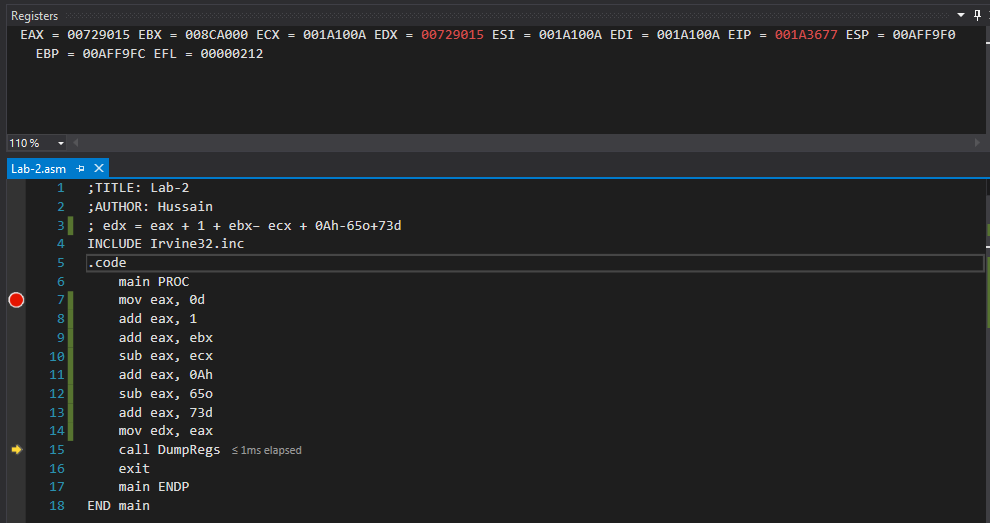 Registers
EAX = 00729015 EBX = 008CA000 ECX = 001A100A EDX = 00729015 ESI = 001A100A EDI = 001A100A EIP = 001A3677 ESP = 00AFF9F0
EBP = 00AFF9FC EFL = 00000212
110 %
Lab-2.asm
1 ;TITLE: Lab-2
2 ;AUTHOR: Hussain
3 ; edx = eax + 1 + ebx- ecx + 0Ah-65o+73d
4 INCLUDE Irvine32.inc
5 .code
6 main PROC
7 mov eax, 0d
8 add eax, 1
9 add eax, ebx
10 sub eax, ecx
11 add eax, 0Ah
12 sub eax, 65o
13 add eax, 73d
14 mov edx, eax
15 call DumpRegs ≤ 1ms elapsed
16 exit
17 main ENDP
18 END main